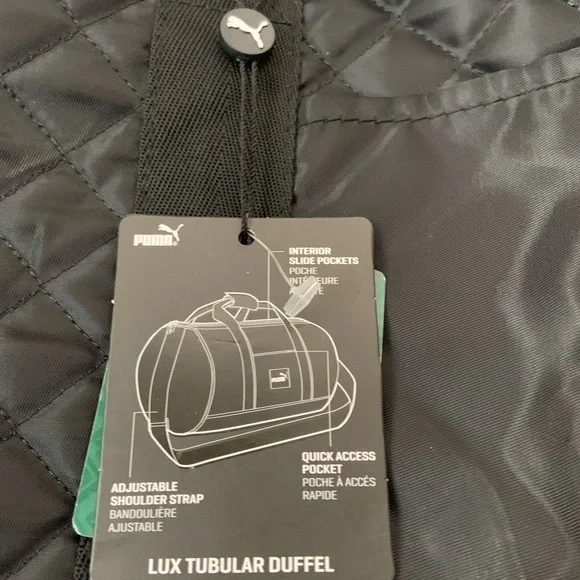 PUMA
INTERIOR
SLIDE POCKETS
POCHE
PUMA
QUICK ACCESS
POCKET
POCHE À ACCÉS
RAPIDE
ADJUSTABLE
SHOULDER STRAP
BANDOULIÈRE
AJUSTABLE
LUX TUBULAR DUFFEL